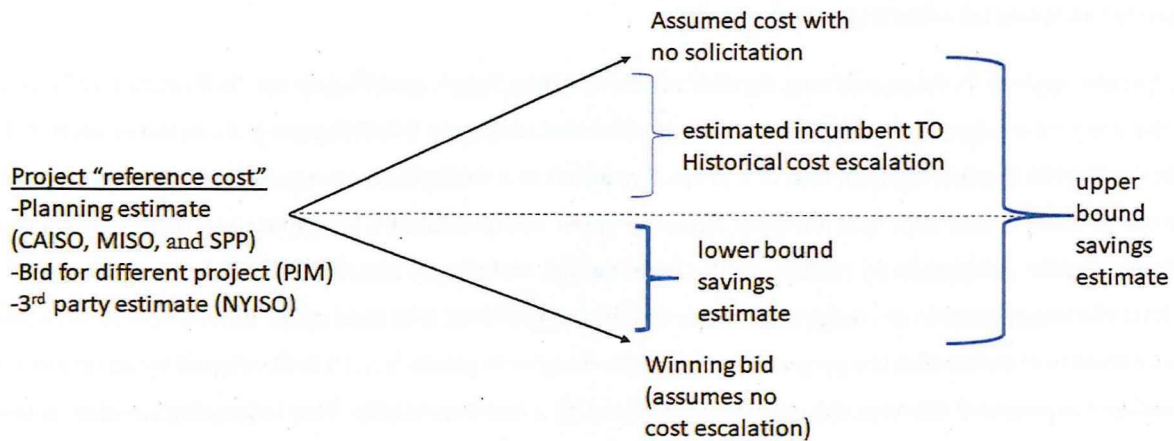 Assumed cost with
no solicitation
estimated incumbent TO
Historical cost escalation
Project “reference cost”
-Planning estimate
(CAISO, MISO, and SPP)
-Bid for different project (PJM)
-3rd party estimate (NYISO)
upper
bound
savings
estimate
lower bound
savings
estimate
Winning bid
(assumes no
cost escalation)